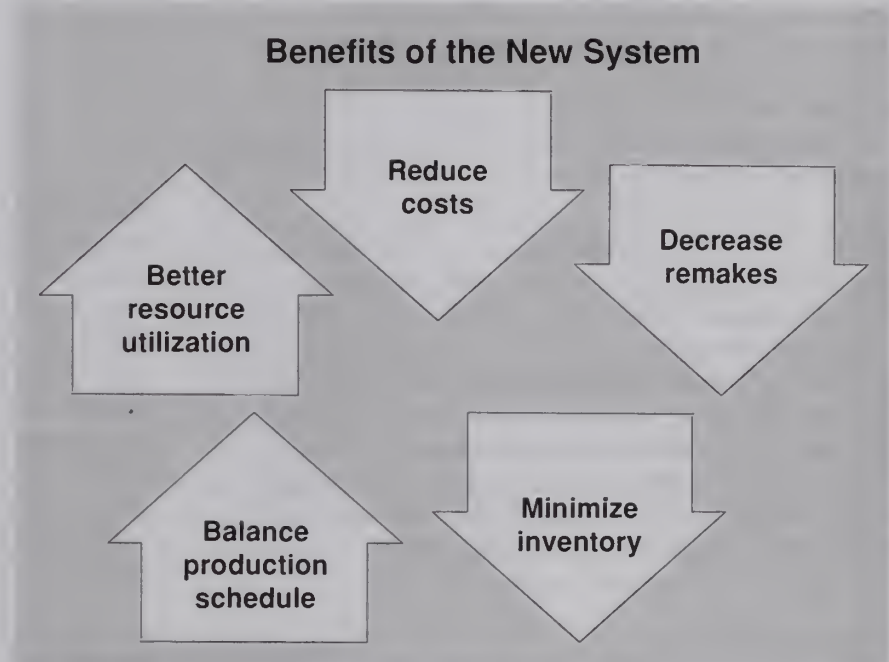 Benefits of the New System
Reduce
costs
Decrease
remakes
Better
resource
utilization
Minimize
inventory
Balance
production
schedule